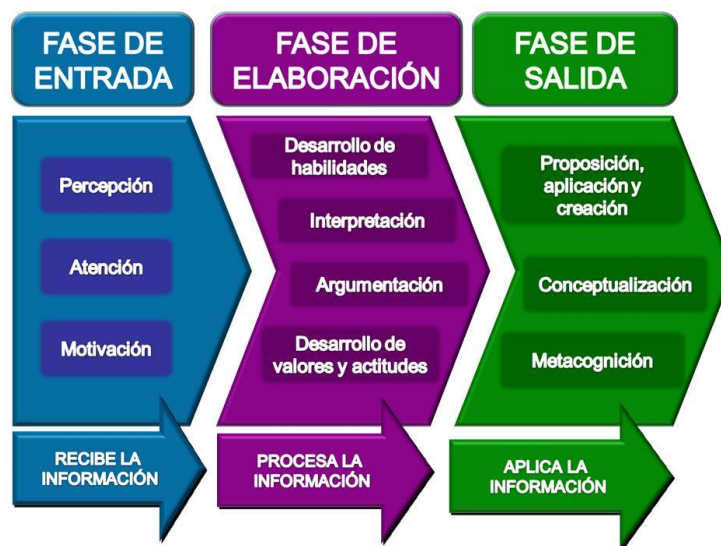 FASE DE
ENTRADA
Percepción
Atención
Motivación
RECIBE LA
INFORMACIÓN
FASE DE
ELABORACIÓN
Desarrollo de
habilidades
Interpretación
Argumentación
Desarrollo de
valores y actitudes
PROCESA LA
INFORMACIÓN
FASE DE
SALIDA
Proposición,
aplicación y
creación
Conceptualización
Metacognición
APLICA LA
INFORMACIÓN